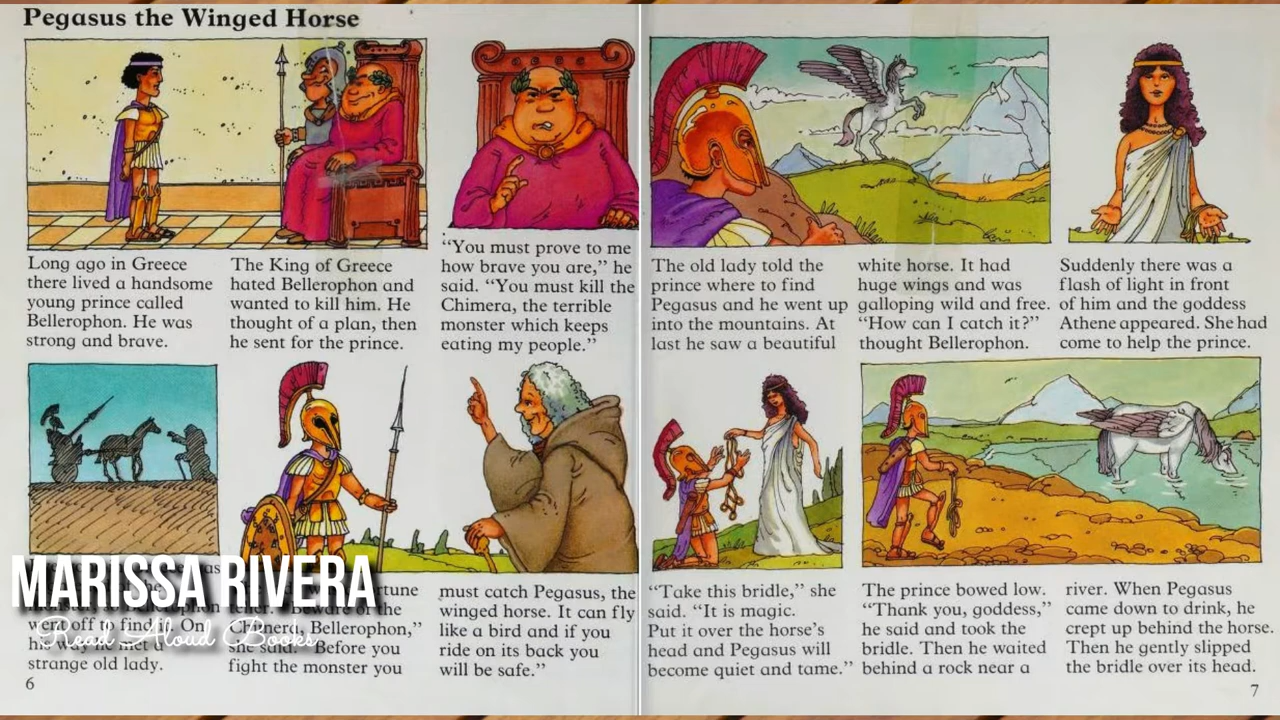 Pegasus the Winged Horse
Long ago in Greece
there lived a handsome
young prince called
Bellerophon. He was
strong and brave.
The King of Greece
hated Bellerophon and
wanted to kill him. He
thought of a plan, then
he sent for the prince.
“You must prove to me
how brave you are,” he
said. “You must kill the
Chimera, the terrible
monster which keeps
eating my people.”
off to find it. On
his way he met a
strange old lady.
Beware of the
Bellerophon,”
she said. “Before you
fight the monster you
must catch Pegasus, the
winged horse. It can fly
like a bird and if you
ride on its back you
will be safe.”
6
MARISSA RIVERA
Read Aloud Books
The old lady told the
prince where to find
Pegasus and he went up
into the mountains. At
last he saw a beautiful
white horse. It had
huge wings and was
galloping wild and free.
“How can I catch it?”
thought Bellerophon.
Suddenly there was a
flash of light in front
of him and the goddess
Athene appeared. She had
come to help the prince.
“Take this bridle,” she
said. “It is magic.
Put it over the horse’s
head and Pegasus will
become quiet and tame.”
The prince bowed low.
“Thank you, goddess,”
he said and took the
bridle. Then he waited
behind a rock near a
river. When Pegasus
came down to drink, he
crept up behind the horse.
Then he gently slipped
the bridle over its head.
7